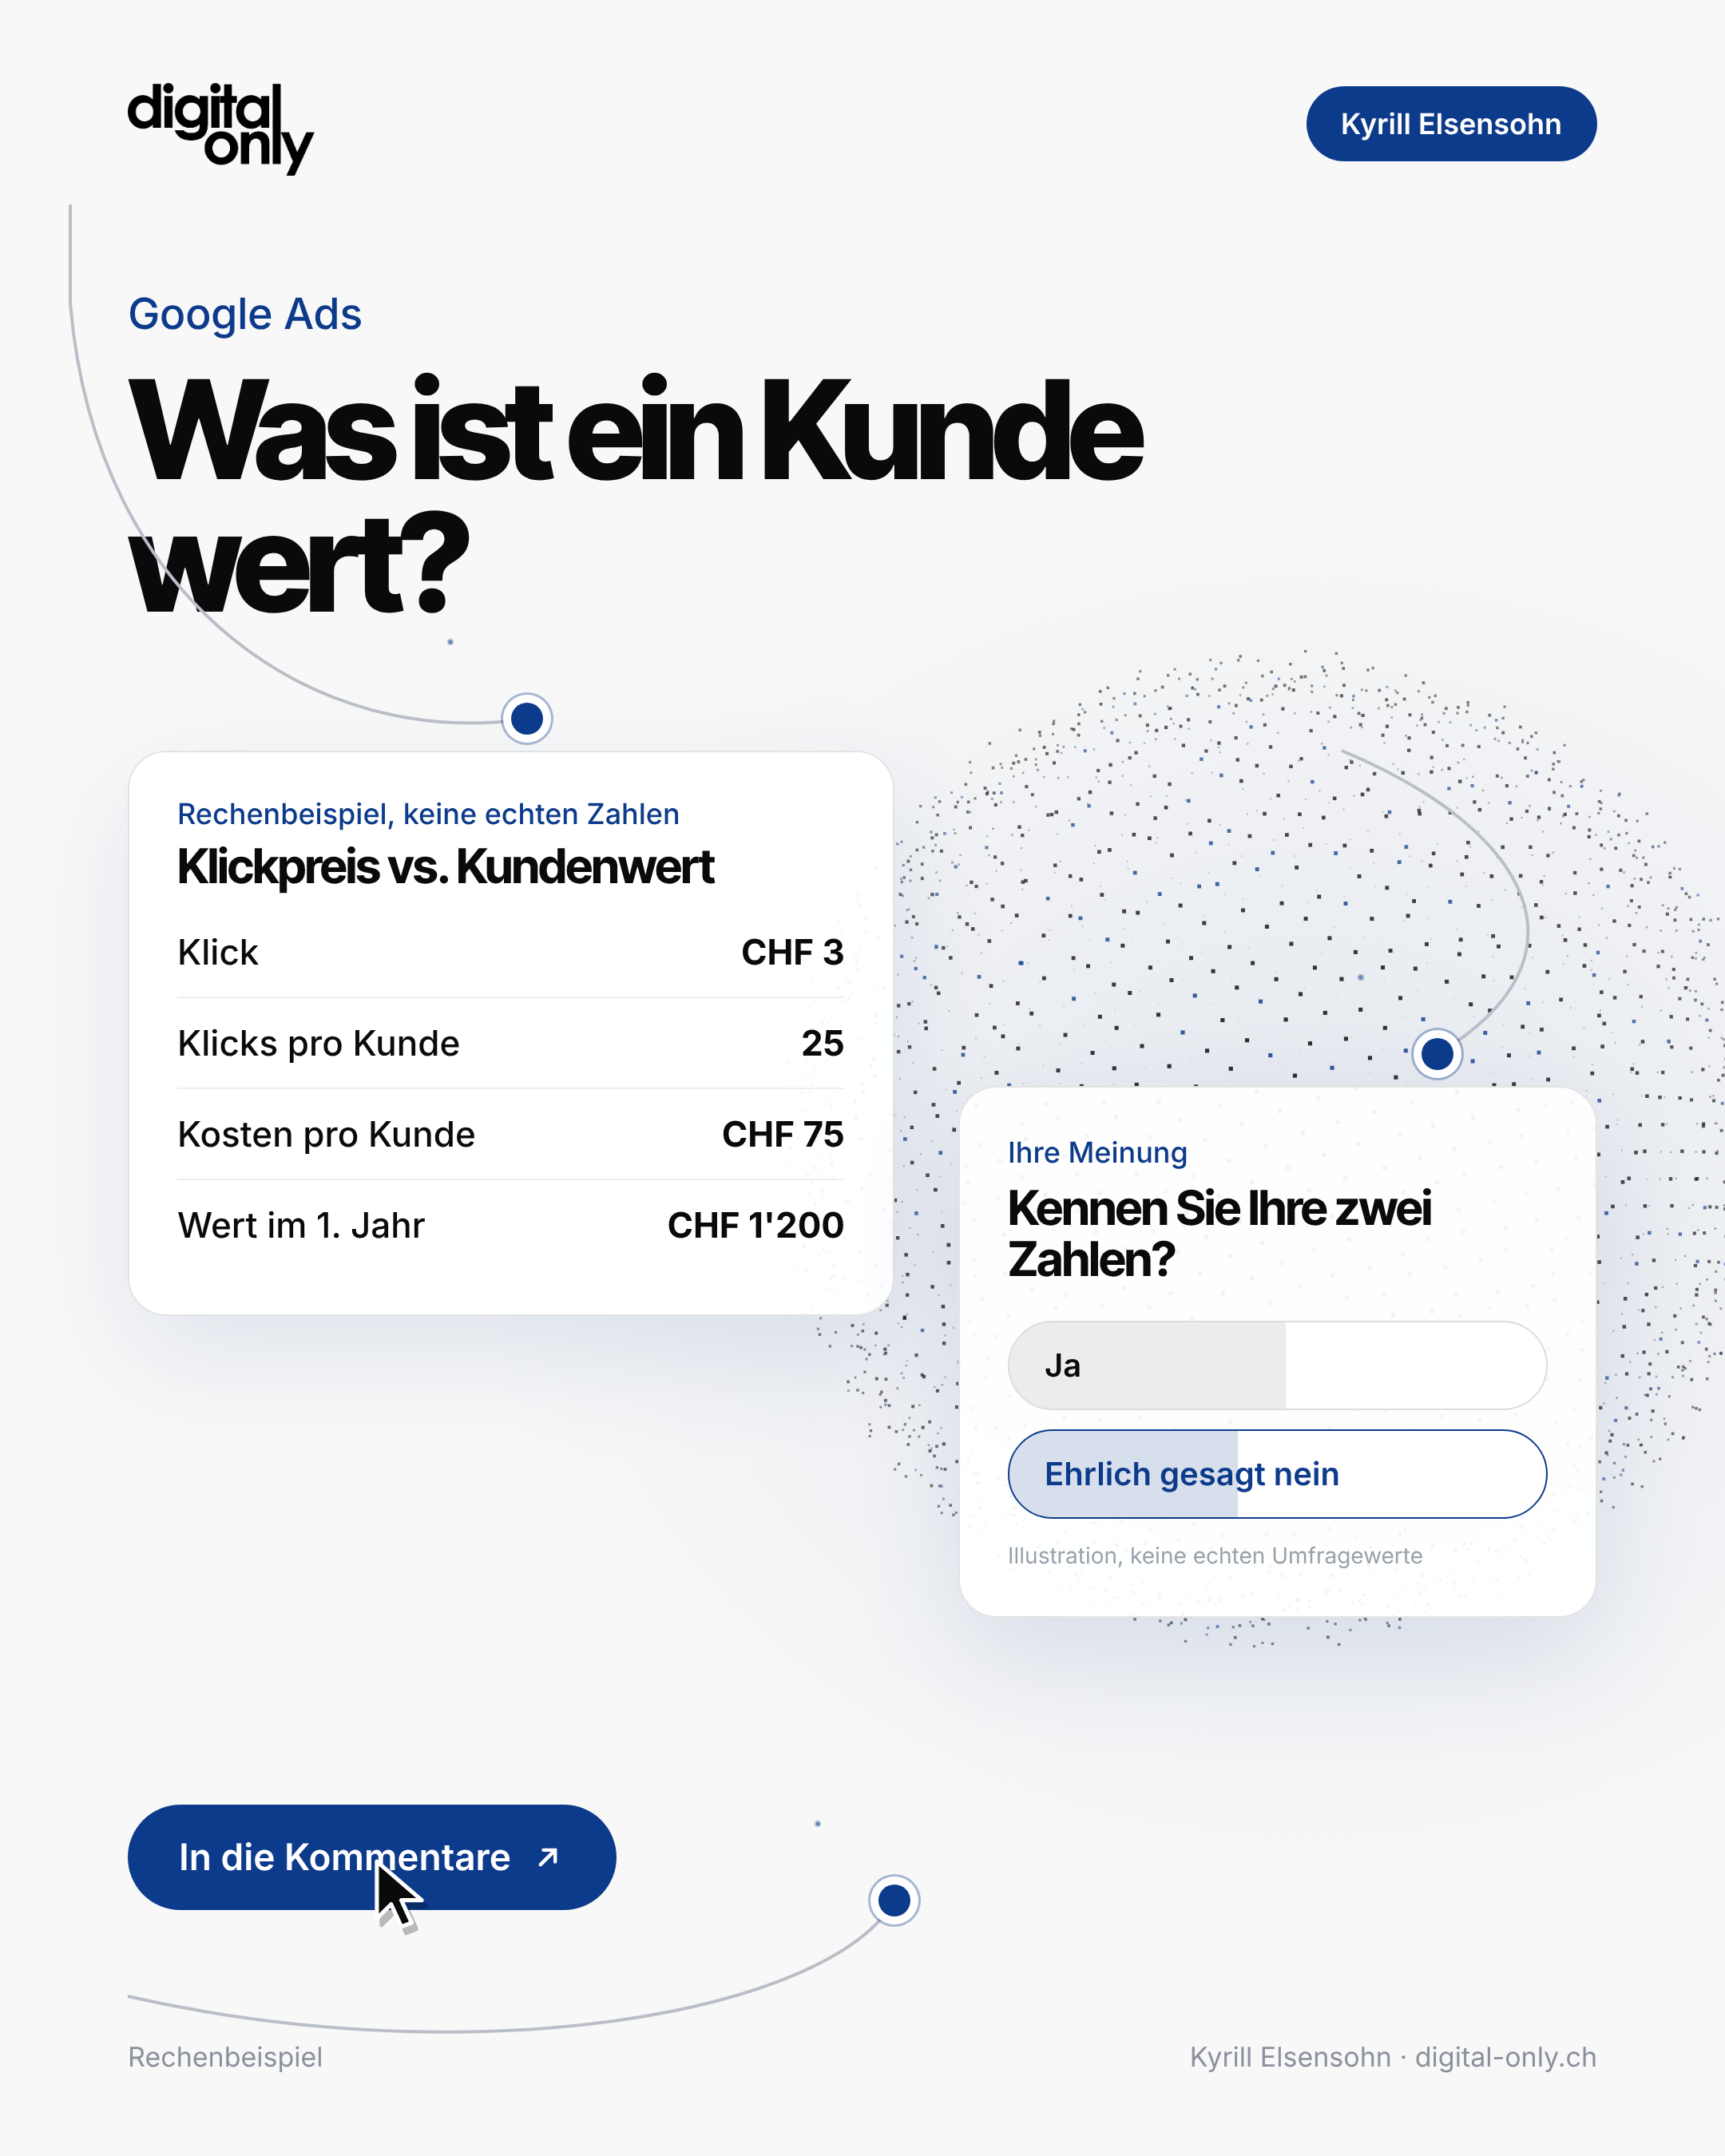 digital
only
Kyrill Elsensohn
Google Ads
Was ist ein Kunde
wert?
Rechenbeispiel, keine echten Zahlen
Klickpreis vs. Kundenwert
Klick CHF 3
Klicks pro Kunde 25
Kosten pro Kunde CHF 75
Wert im 1. Jahr CHF 1'200
Ihre Meinung
Kennen Sie Ihre zwei
Zahlen?
Ja
Ehrlich gesagt nein
Illustration, keine echten Umfragewerte
In die Kommentare
Rechenbeispiel
Kyrill Elsensohn · digital-only.ch